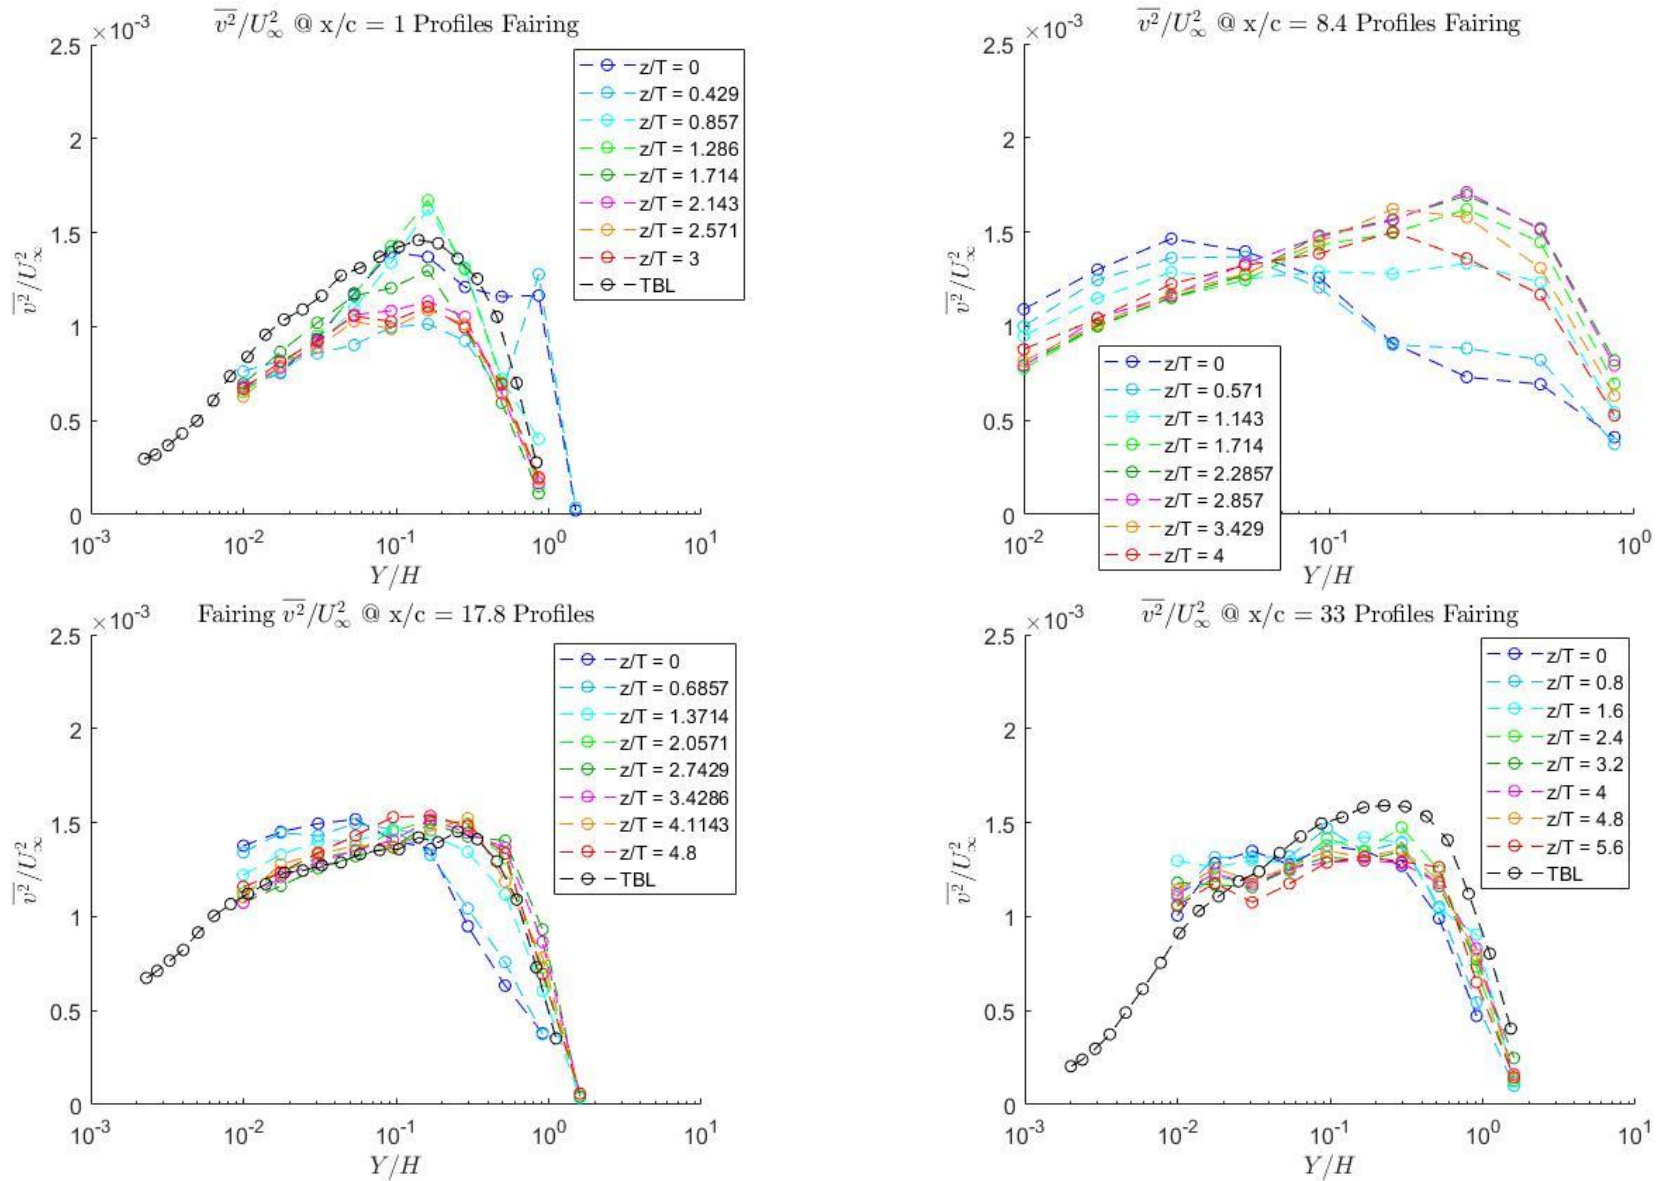 v²/U∞² @ x/c = 1 Profiles Fairing
×10⁻³
2.5
2
1.5
1
0.5
0
v²/U∞²
10⁻³ 10⁻² 10⁻¹ 10⁰ 10¹
Y/H
z/T = 0
z/T = 0.429
z/T = 0.857
z/T = 1.286
z/T = 1.714
z/T = 2.143
z/T = 2.571
z/T = 3
TBL
v²/U∞² @ x/c = 8.4 Profiles Fairing
×10⁻³
2.5
2
1.5
1
0.5
0
v²/U∞²
10⁻² 10⁻¹ 10⁰
Y/H
z/T = 0
z/T = 0.571
z/T = 1.143
z/T = 1.714
z/T = 2.2857
z/T = 2.857
z/T = 3.429
z/T = 4
Fairing v²/U∞² @ x/c = 17.8 Profiles
×10⁻³
2.5
2
1.5
1
0.5
0
v²/U∞²
10⁻³ 10⁻² 10⁻¹ 10⁰ 10¹
Y/H
z/T = 0
z/T = 0.6857
z/T = 1.3714
z/T = 2.0571
z/T = 2.7429
z/T = 3.4286
z/T = 4.1143
z/T = 4.8
TBL
v²/U∞² @ x/c = 33 Profiles Fairing
×10⁻³
2.5
2
1.5
1
0.5
0
v²/U∞²
10⁻³ 10⁻² 10⁻¹ 10⁰ 10¹
Y/H
z/T = 0
z/T = 0.8
z/T = 1.6
z/T = 2.4
z/T = 3.2
z/T = 4
z/T = 4.8
z/T = 5.6
TBL